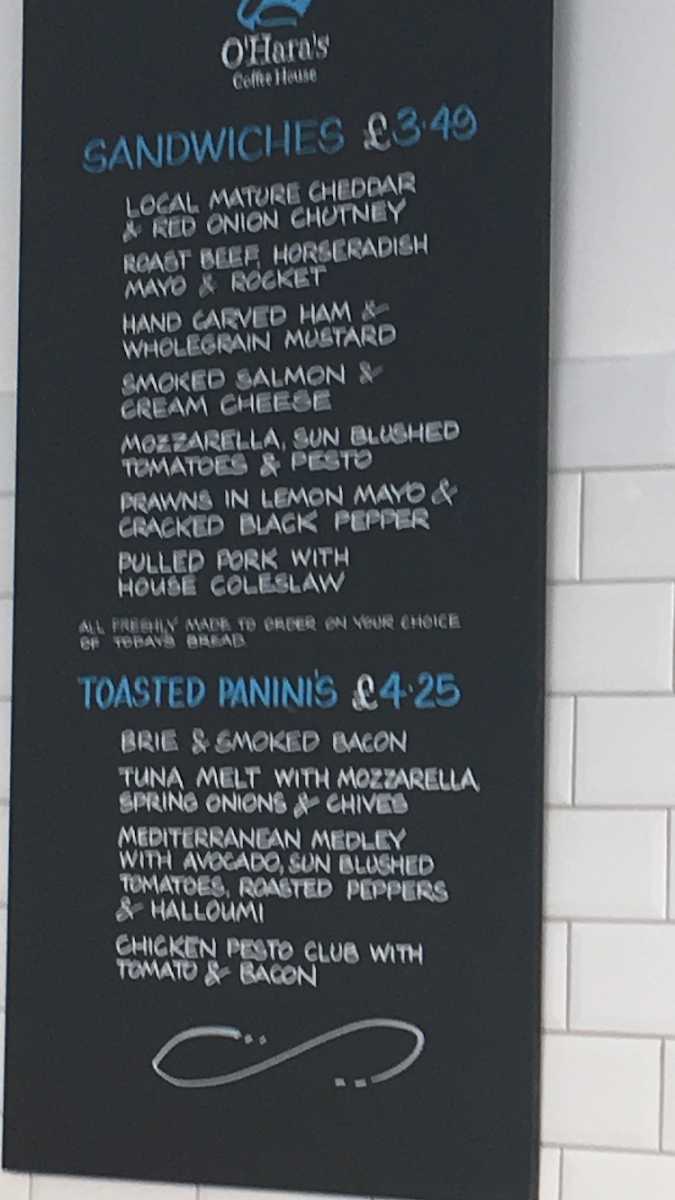 O'Hara's
Coffee House
SANDWICHES £3.49
LOCAL MATURE CHEDDAR
& RED ONION CHUTNEY
ROAST BEEF, HORSERADISH
MAYO & ROCKET
HAND CARVED HAM &
WHOLEGRAIN MUSTARD
SMOKED SALMON &
CREAM CHEESE
MOZZARELLA, SUN BLUSHED
TOMATOES & PESTO
PRAWNS IN LEMON MAYO &
CRACKED BLACK PEPPER
PULLED PORK WITH
HOUSE COLESLAW
ALL FRESHLY MADE TO ORDER ON YOUR CHOICE
OF TODAYS BREAD
TOASTED PANINI'S £4.25
BRIE & SMOKED BACON
TUNA MELT WITH MOZZARELLA,
SPRING ONIONS & CHIVES
MEDITERRANEAN MEDLEY
WITH AVOCADO, SUN BLUSHED
TOMATOES, ROASTED PEPPERS
& HALLOUMI
CHICKEN PESTO CLUB WITH
TOMATO & BACON